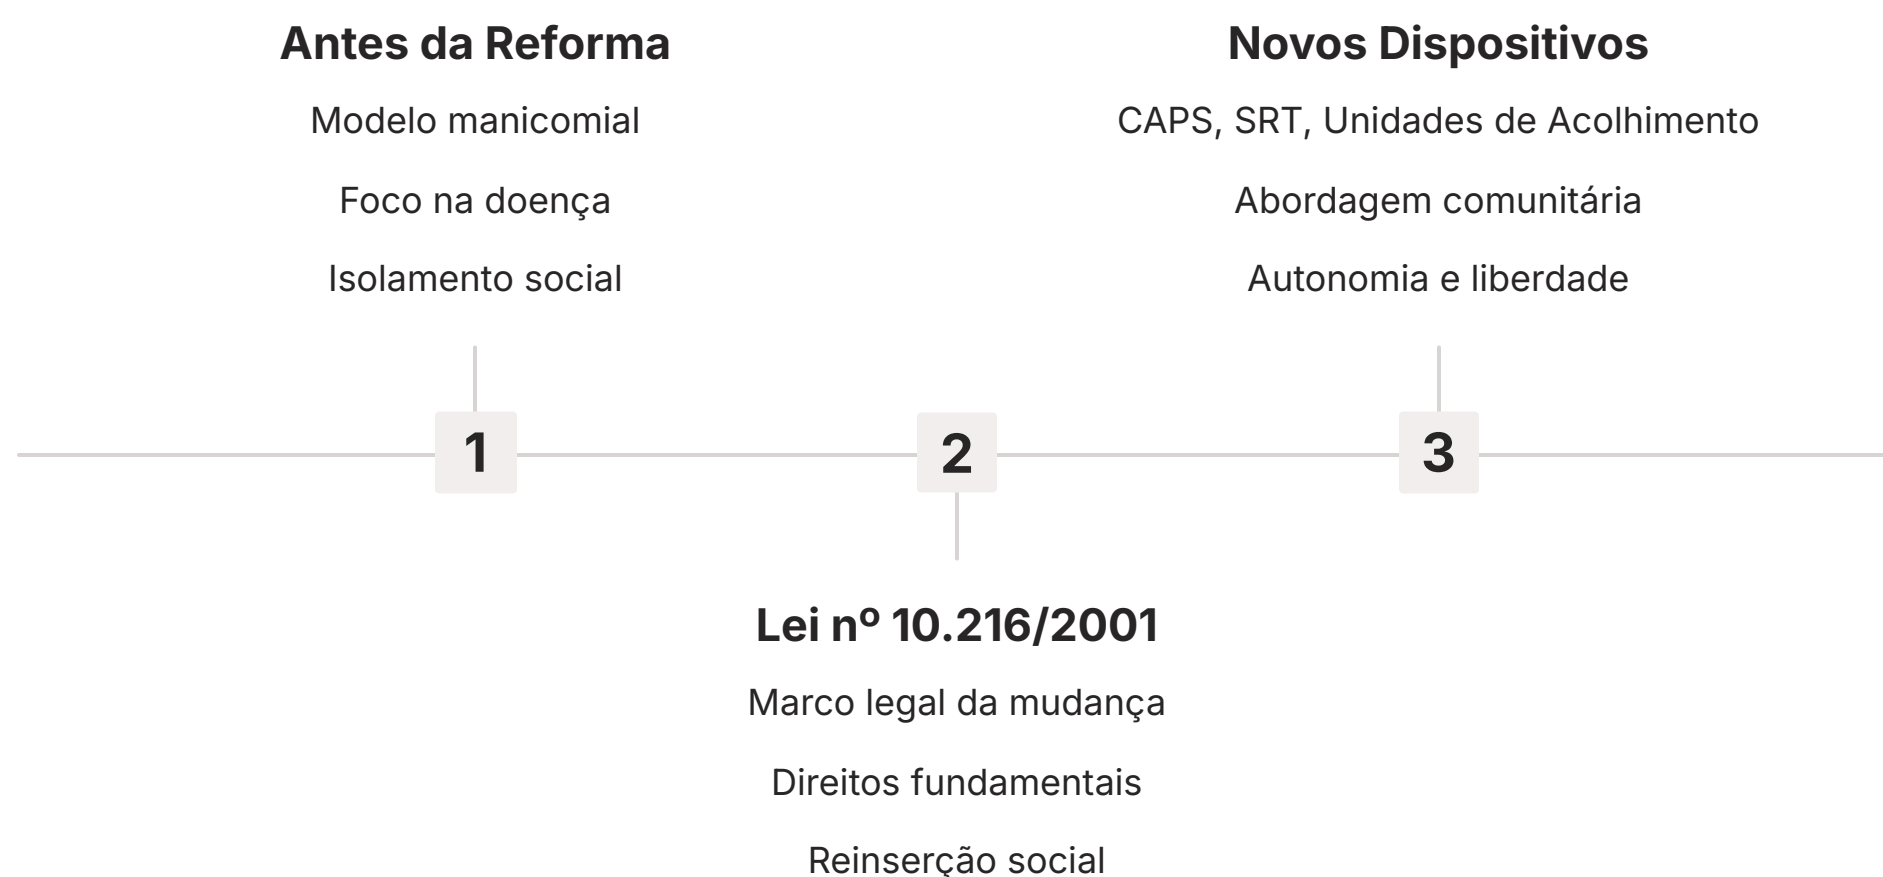 Antes da Reforma
Modelo manicomial
Foco na doença
Isolamento social
Novos Dispositivos
CAPS, SRT, Unidades de Acolhimento
Abordagem comunitária
Autonomia e liberdade
1
2
3
Lei nº 10.216/2001
Marco legal da mudança
Direitos fundamentais
Reinserção social